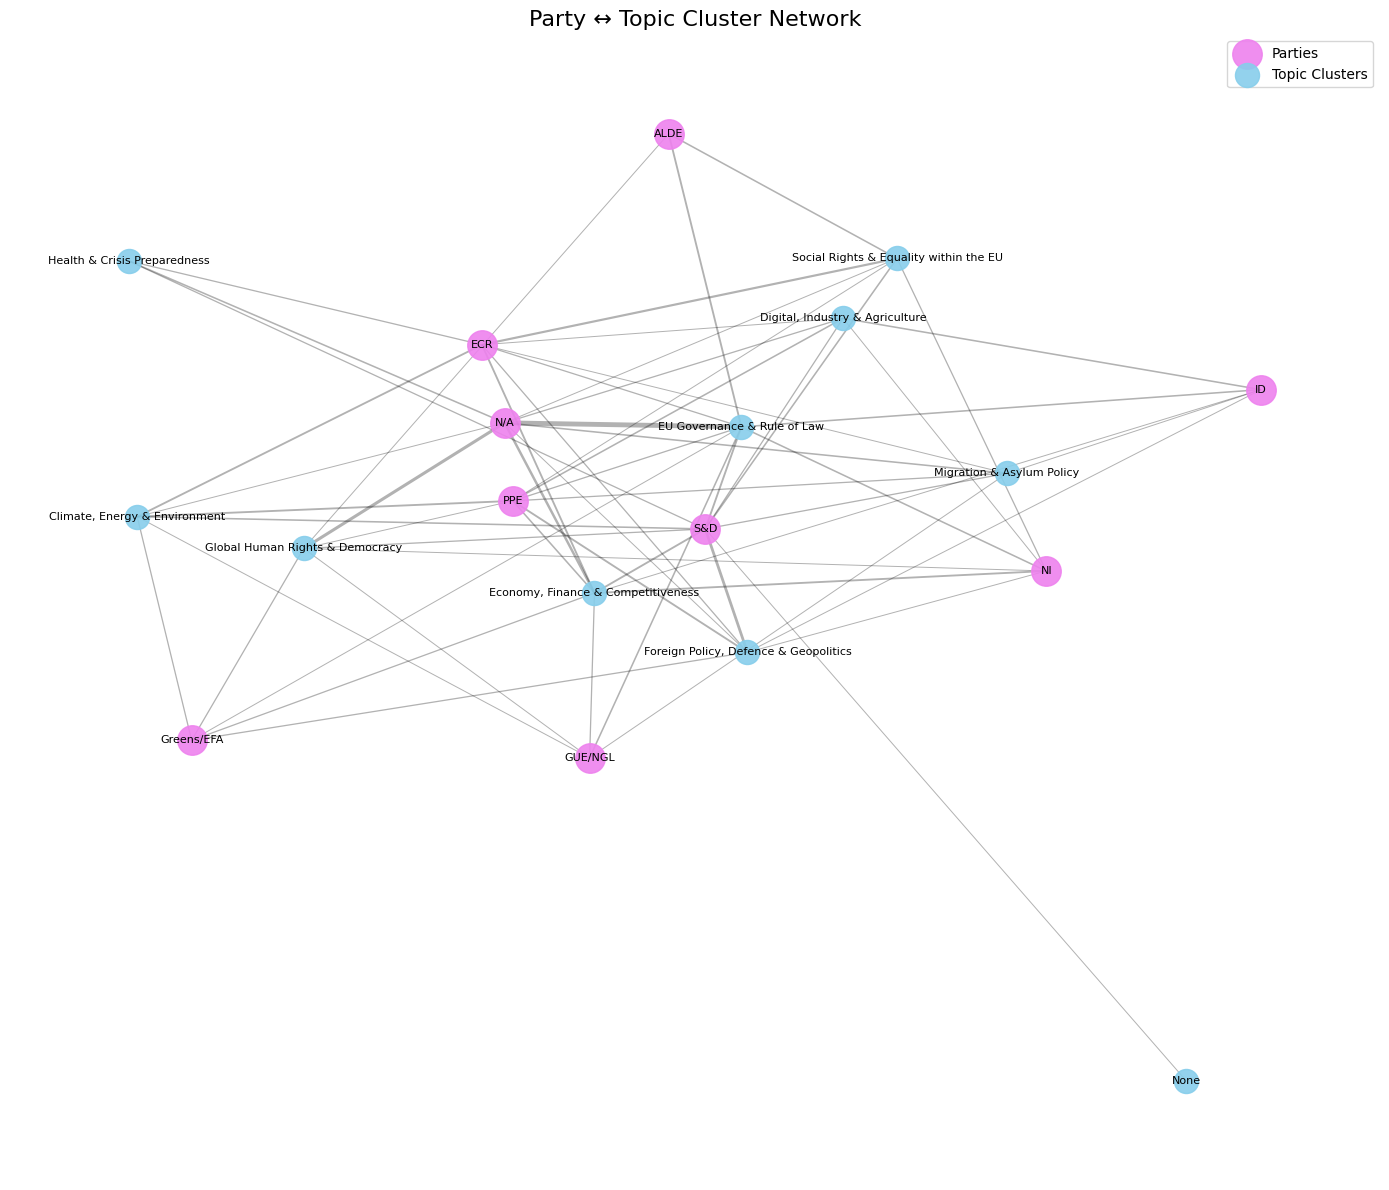 Party ↔ Topic Cluster Network
Parties
Topic Clusters
ALDE
Social Rights & Equality within the EU
Health & Crisis Preparedness
Digital, Industry & Agriculture
ECR
ID
N/A
EU Governance & Rule of Law
Migration & Asylum Policy
PPE
Climate, Energy & Environment
S&D
Global Human Rights & Democracy
NI
Economy, Finance & Competitiveness
Foreign Policy, Defence & Geopolitics
Greens/EFA
GUE/NGL
None